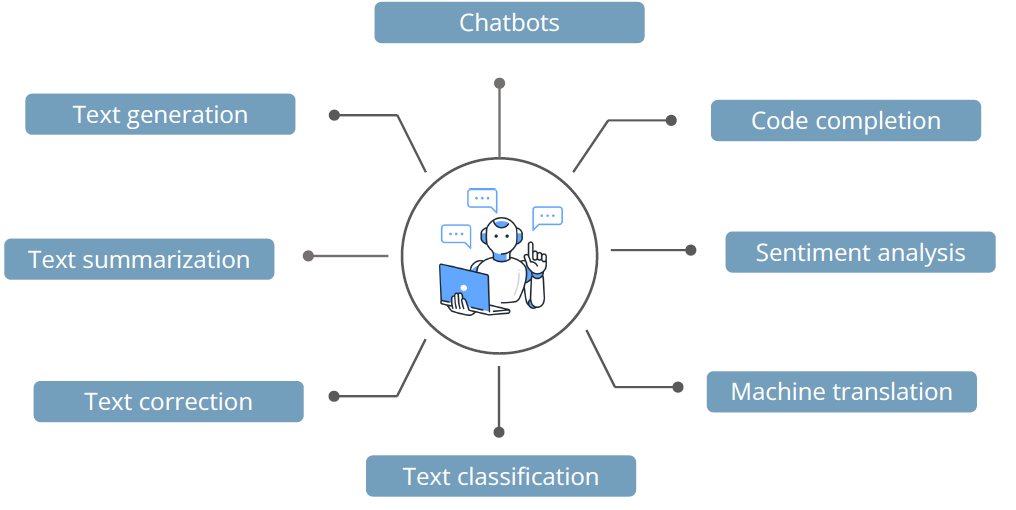 Chatbots
Text generation
Code completion
Text summarization
Sentiment analysis
Text correction
Machine translation
Text classification